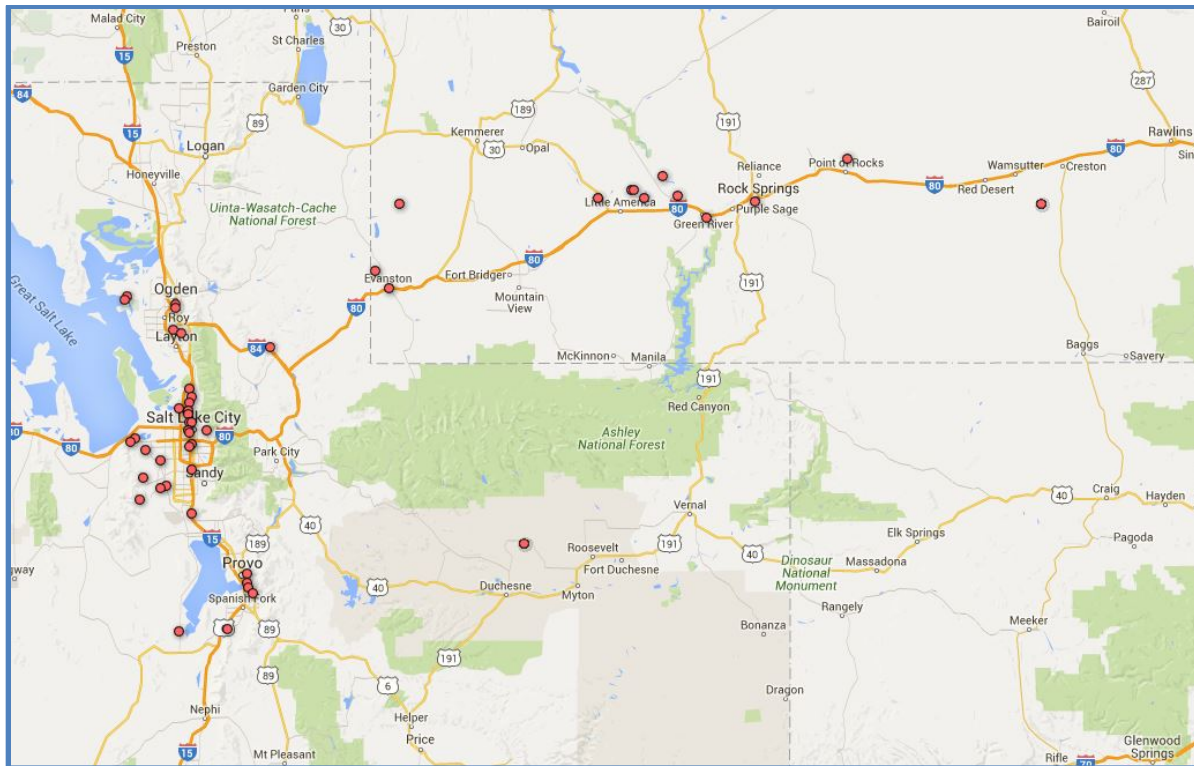 Malad City
Paris
30
Bairoil
15
Preston
St Charles
84
Garden City
287
189
15
89
Kemmerer
191
Rawlins
Logan
30
Opal
80
Sin
Reliance
Point of Rocks
Wamsutter
Creston
Honeyville
Rock Springs
80
Red Desert
Uinta-Wasatch-Cache
National Forest
Little America
80
Purple Sage
Green River
80
Evanston
Fort Bridger
Great Salt Lake
Ogden
191
Mountain
View
Roy
80
Layton
84
McKinnon
Manila
Baggs
Savery
191
Red Canyon
Salt Lake City
80
80
80
Ashley
National Forest
Park City
Sandy
40
Craig
Hayden
Vernal
40
Elk Springs
15
189
191
Pagoda
Provo
Roosevelt
40
Dinosaur
National
Monument
Massadona
gway
Fort Duchesne
40
Duchesne
Myton
Spanish Fork
Rangely
Meeker
89
Bonanza
191
89
6
Dragon
Nephi
Helper
Price
15
Mt Pleasant
Rifle
70
Glenwood
Springs